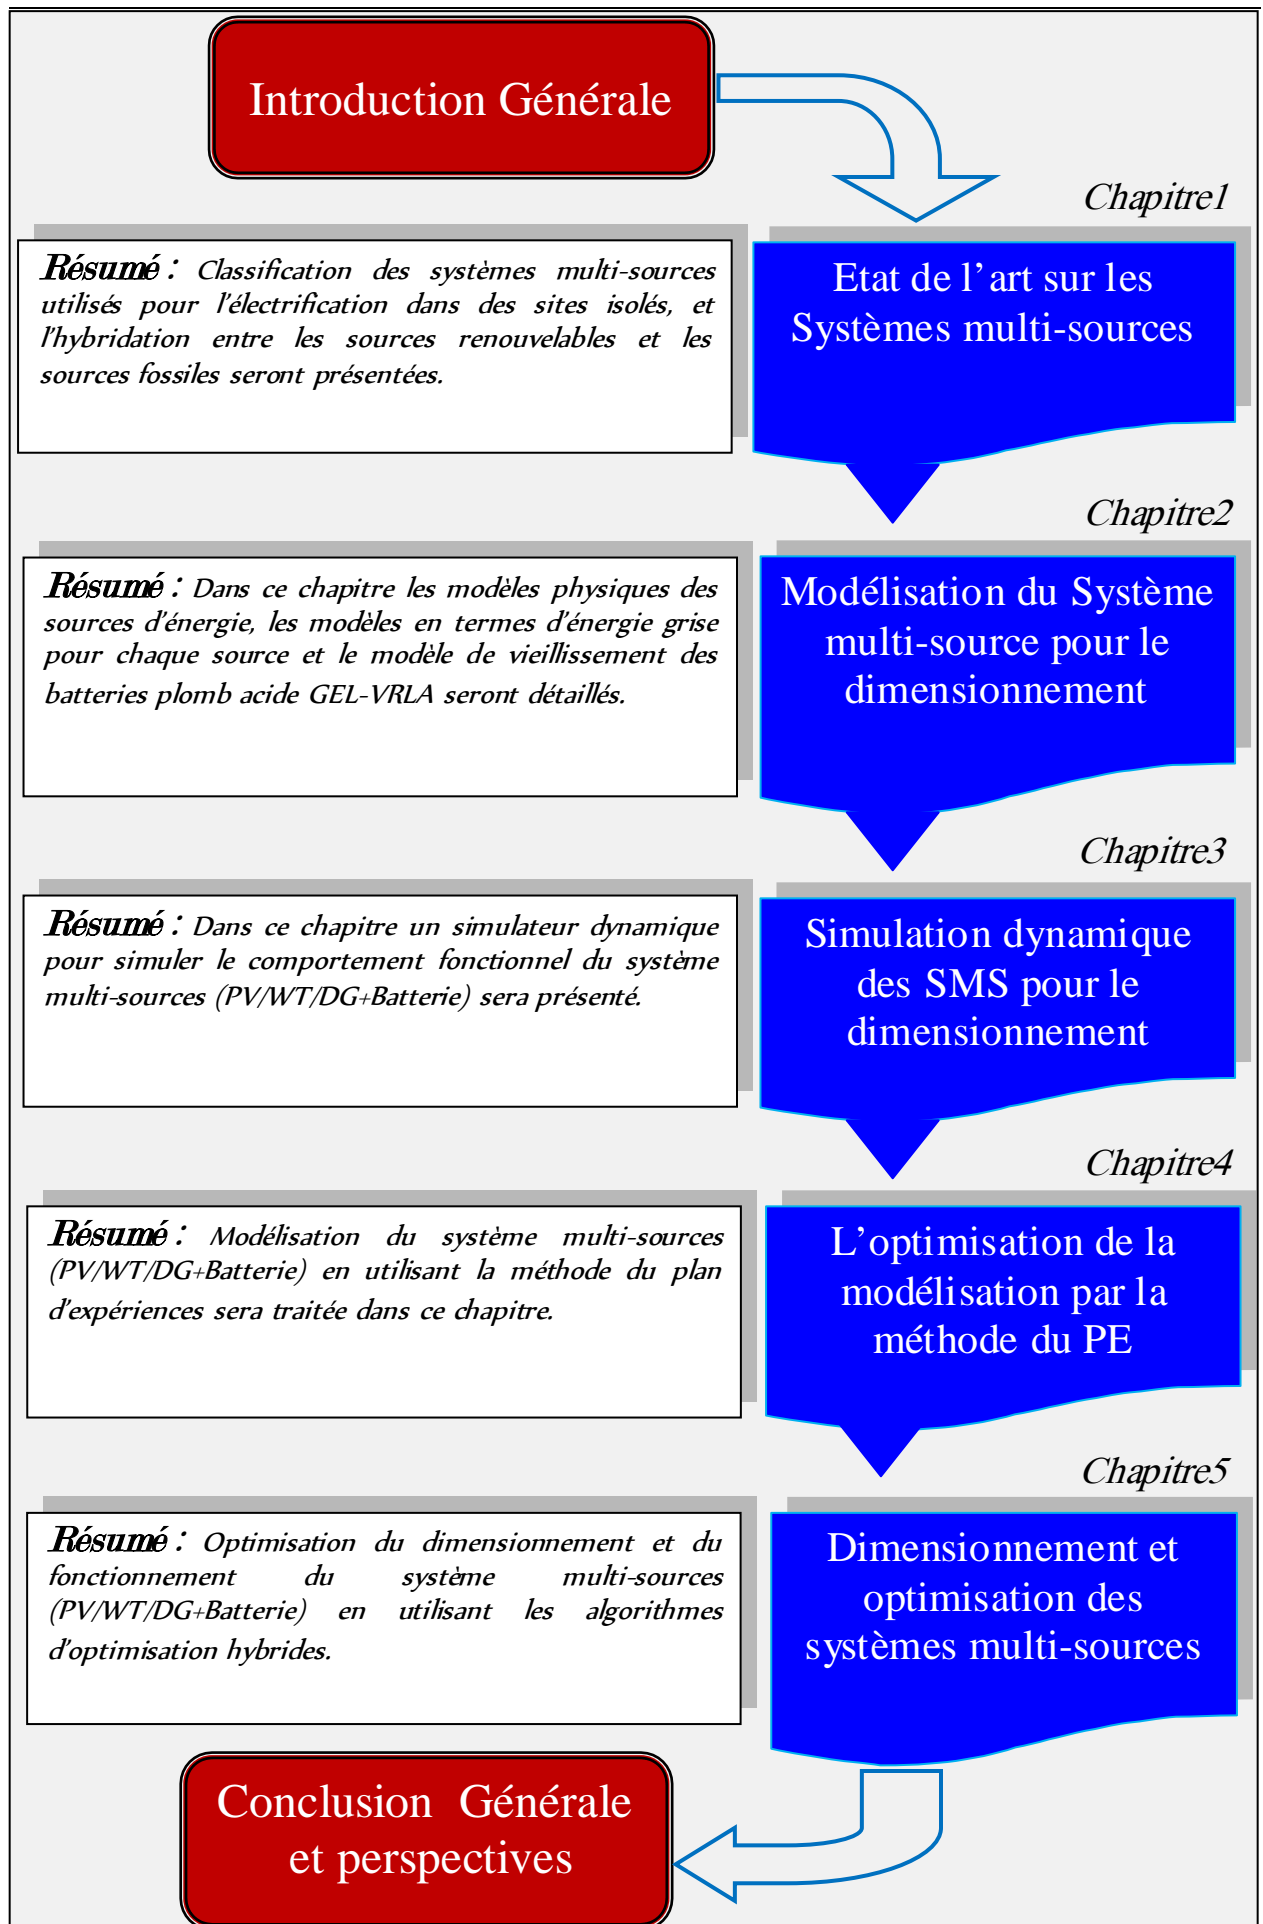 Introduction Générale
Chapitre1
Résumé : Classification des systèmes multi-sources
utilisés pour l'électrification dans des sites isolés, et
l'hybridation entre les sources renouvelables et les
sources fossiles seront présentées.
Etat de l’art sur les
Systèmes multi-sources
Chapitre2
Résumé : Dans ce chapitre les modèles physiques des
sources d'énergie, les modèles en termes d'énergie grise
pour chaque source et le modèle de vieillissement des
batteries plomb acide GEL-VRLA seront détaillés.
Modélisation du Système
multi-source pour le
dimensionnement
Chapitre3
Résumé : Dans ce chapitre un simulateur dynamique
pour simuler le comportement fonctionnel du système
multi-sources (PV/WT/DG+Batterie) sera présenté.
Simulation dynamique
des SMS pour le
dimensionnement
Chapitre4
Résumé : Modélisation du système multi-sources
(PV/WT/DG+Batterie) en utilisant la méthode du plan
d'expériences sera traitée dans ce chapitre.
L’optimisation de la
modélisation par la
méthode du PE
Chapitre5
Résumé : Optimisation du dimensionnement et du
fonctionnement du système multi-sources
(PV/WT/DG+Batterie) en utilisant les algorithmes
d'optimisation hybrides.
Dimensionnement et
optimisation des
systèmes multi-sources
Conclusion Générale
et perspectives